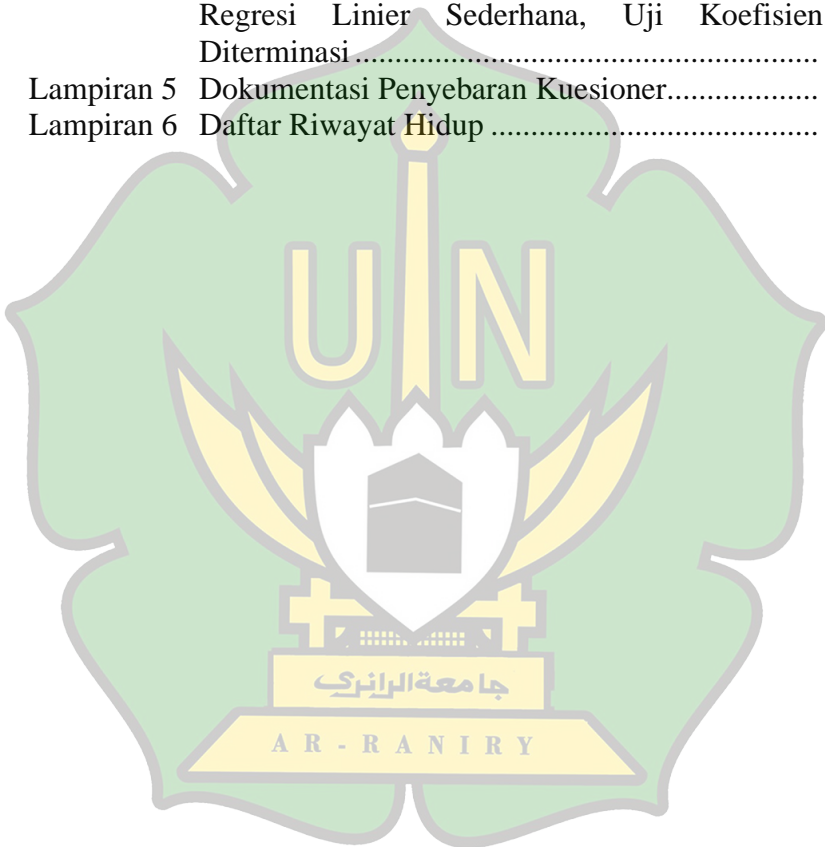 Regresi Linier Sederhana, Uji Koefisien
Diterminasi..........................................................
Lampiran 5 Dokumentasi Penyebaran Kuesioner...................
Lampiran 6 Daftar Riwayat Hidup .........................................
UIN
جامعةالرانري
AR-RANIRY